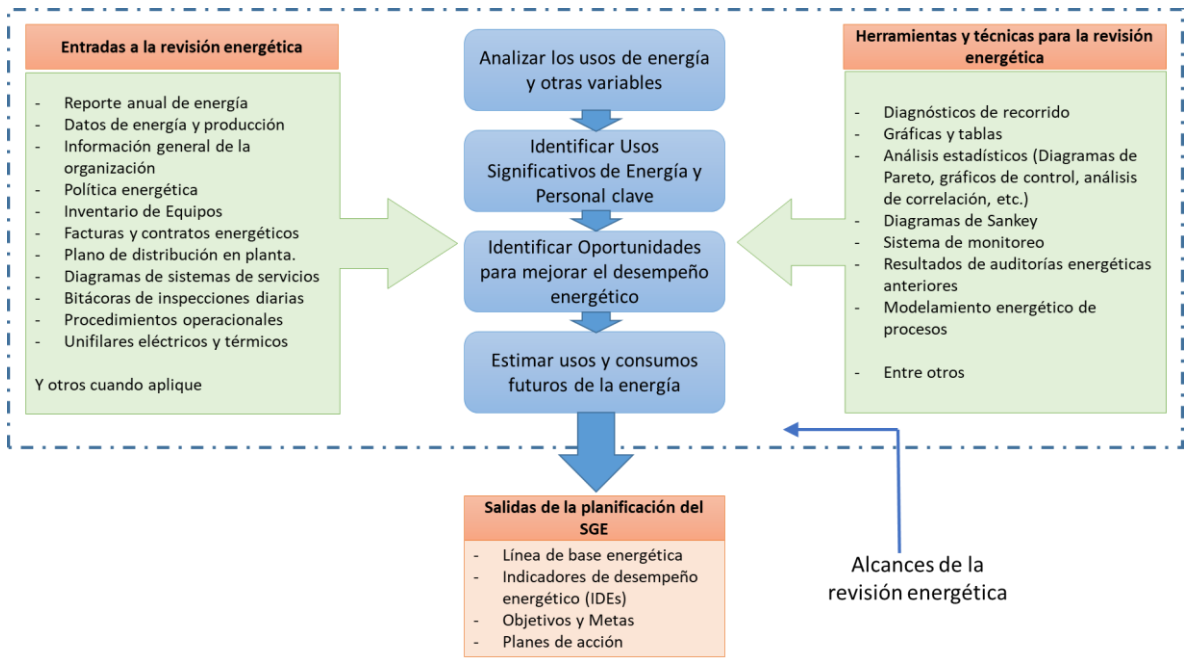 Entradas a la revisión energética
- Reporte anual de energía
- Datos de energía y producción
- Información general de la
organización
- Política energética
- Inventario de Equipos
- Facturas y contratos energéticos
- Plano de distribución en planta.
- Diagramas de sistemas de servicios
- Bitácoras de inspecciones diarias
- Procedimientos operacionales
- Unifilares eléctricos y térmicos
Y otros cuando aplique
Analizar los usos de energía
y otras variables
Identificar Usos
Significativos de Energía y
Personal clave
Identificar Oportunidades
para mejorar el desempeño
energético
Estimar usos y consumos
futuros de la energía
Herramientas y técnicas para la revisión
energética
- Diagnósticos de recorrido
- Gráficas y tablas
- Análisis estadísticos (Diagramas de
Pareto, gráficos de control, análisis
de correlación, etc.)
- Diagramas de Sankey
- Sistema de monitoreo
- Resultados de auditorías energéticas
anteriores
- Modelamiento energético de
procesos
- Entre otros
Salidas de la planificación del
SGE
- Línea de base energética
- Indicadores de desempeño
energético (IDEs)
- Objetivos y Metas
- Planes de acción
Alcances de la
revisión energética